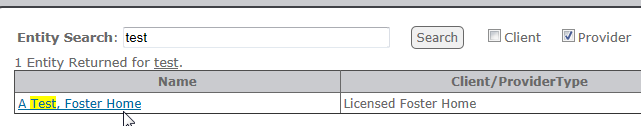 Entity Search: test Search Client Provider
1 Entity Returned for test.
Name Client/ProviderType
A Test, Foster Home Licensed Foster Home